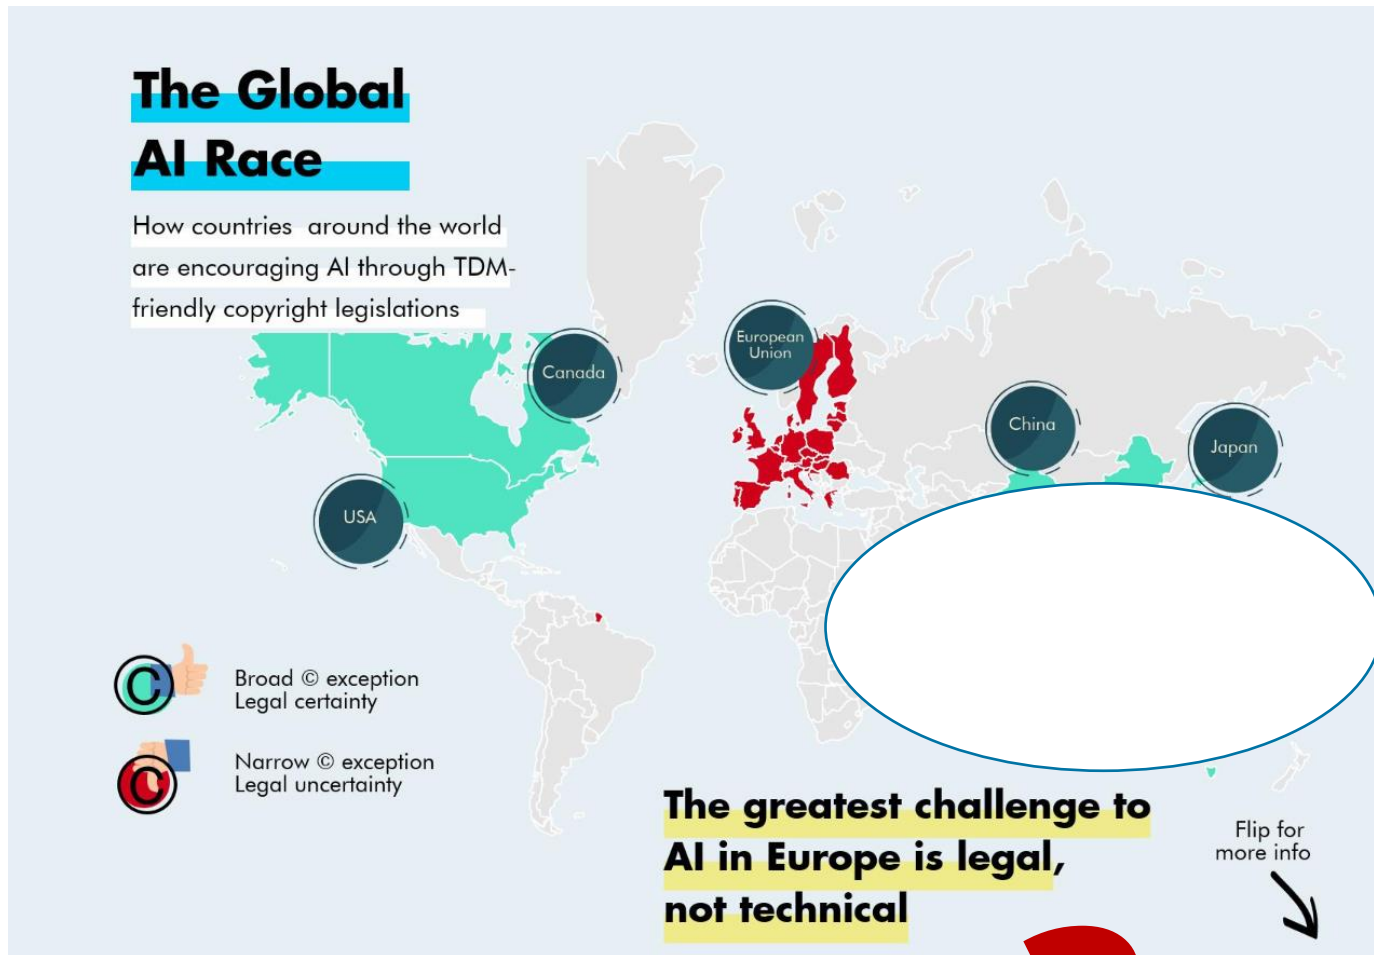 The Global
AI Race
How countries around the world
are encouraging AI through TDM-
friendly copyright legislations
European
Union
Canada
China
Japan
USA
Broad © exception
Legal certainty
Narrow © exception
Legal uncertainty
The greatest challenge to
AI in Europe is legal,
not technical
Flip for
more info
C
C